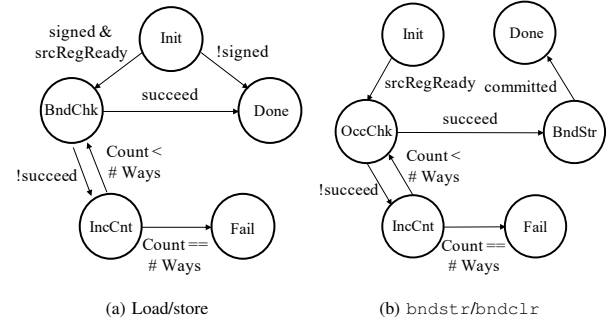 signed &
srcRegReady
Init
!signed
BndChk
succeed
Done
!succeed
Count <
# Ways
IncCnt
Count ==
# Ways
Fail
(a) Load/store
Init
Done
srcRegReady
committed
OccChk
succeed
BndStr
!succeed
Count <
# Ways
IncCnt
Count ==
# Ways
Fail
(b) bndstr/bndclr